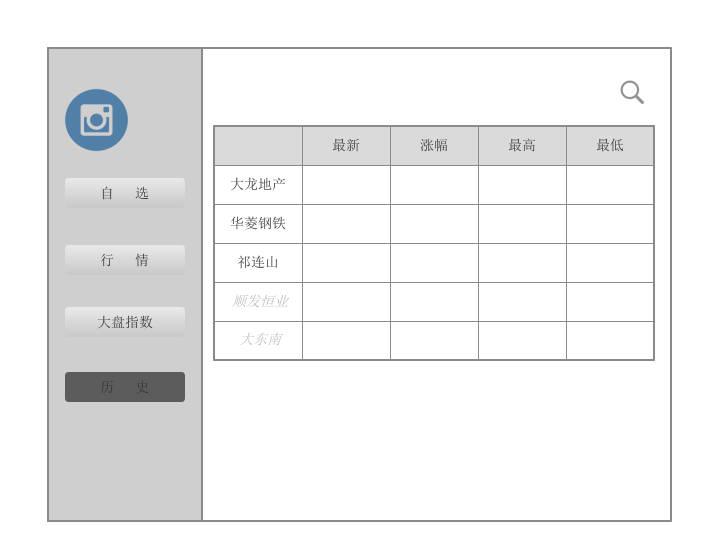 自 选
行 情
大盘指数
历 史
最新 涨幅 最高 最低
大龙地产
华菱钢铁
祁连山
顺发恒业
大东南